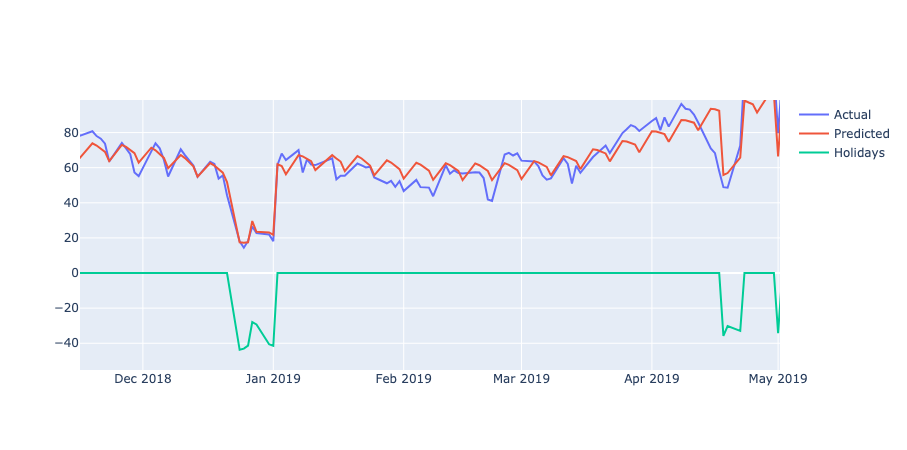 Actual
Predicted
Holidays
80
60
40
20
0
−20
−40
Dec 2018
Jan 2019
Feb 2019
Mar 2019
Apr 2019
May 2019